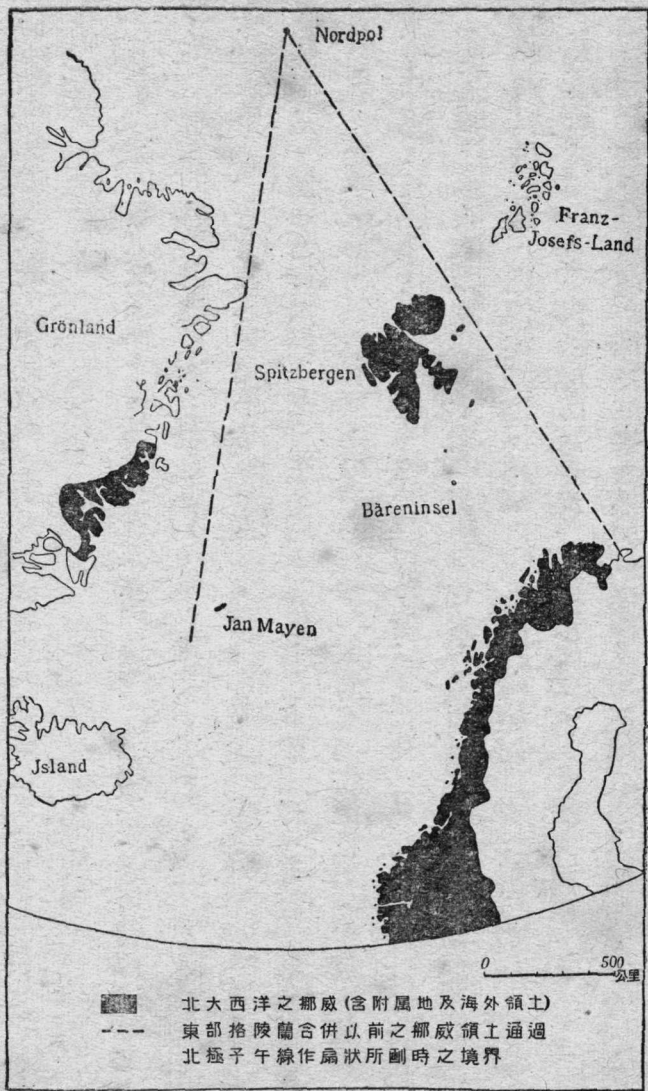 Nordpol
Franz-
Josefs-Land
Grönland
Spitzbergen
Bäreninsel
Jan Mayen
Jsland
0 500
公里
北大西洋之挪威(含附属地及海外領土)
東部格陵蘭合併以前之挪威領土通過
北極子午線作扇狀所劃時之境界